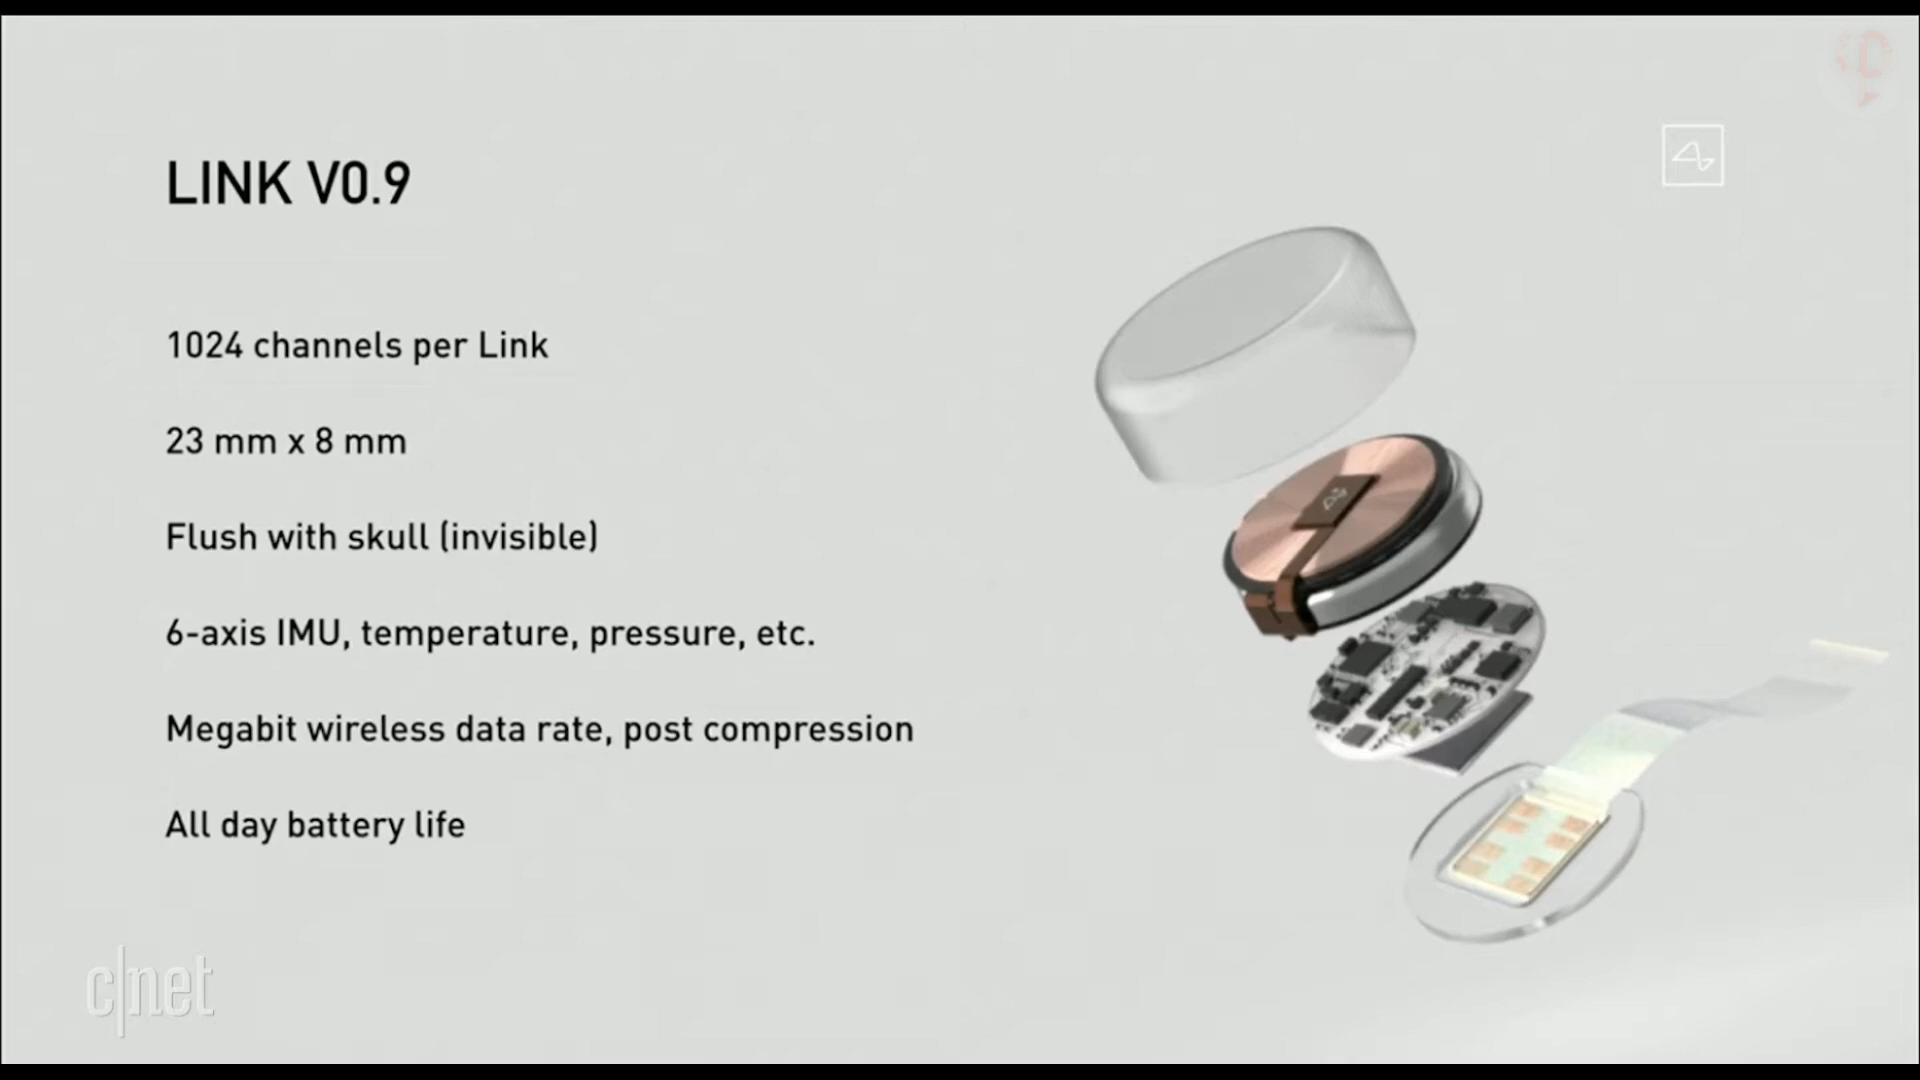 LINK V0.9
1024 channels per Link
23 mm x 8 mm
Flush with skull (invisible)
6-axis IMU, temperature, pressure, etc.
Megabit wireless data rate, post compression
All day battery life
c|net